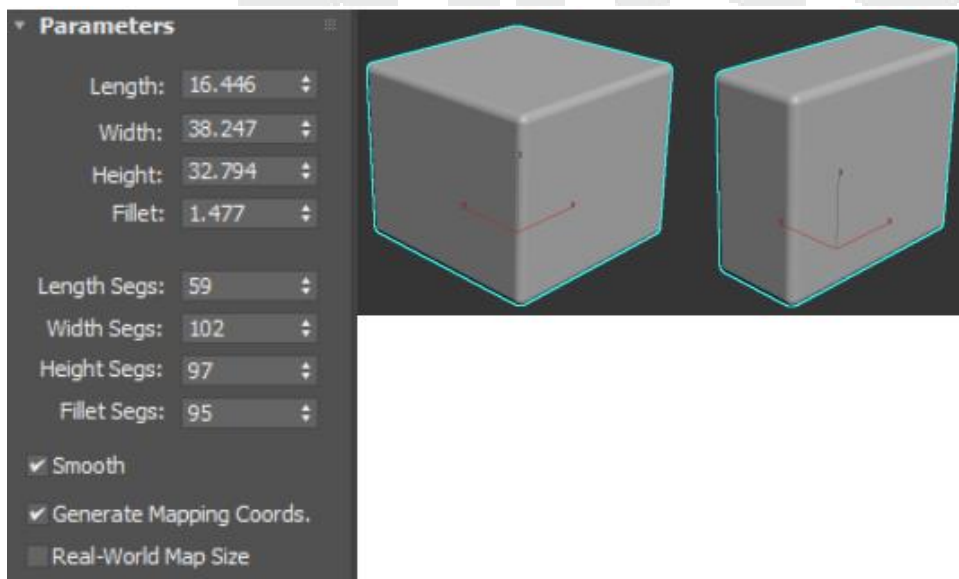 Parameters
Length: 16.446
Width: 38.247
Height: 32.794
Fillet: 1.477
Length Segs: 59
Width Segs: 102
Height Segs: 97
Fillet Segs: 95
Smooth
Generate Mapping Coords.
Real-World Map Size